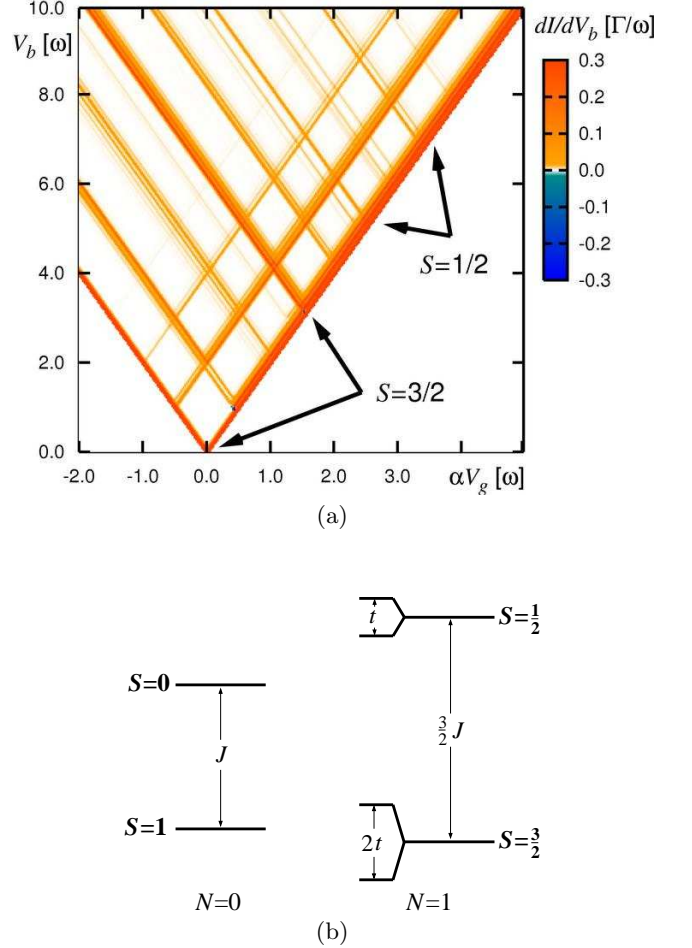 10.0
V_b [ω]
8.0
6.0
4.0
2.0
0.0
-2.0 -1.0 0.0 1.0 2.0 3.0 αV_g [ω]
S=1/2
S=3/2
dI/dV_b [Γ/ω]
0.3
0.2
0.1
0.0
-0.1
-0.2
-0.3
(a)
S=0
J
S=1
N=0
t
S=1/2
3/2 J
2t
S=3/2
N=1
(b)